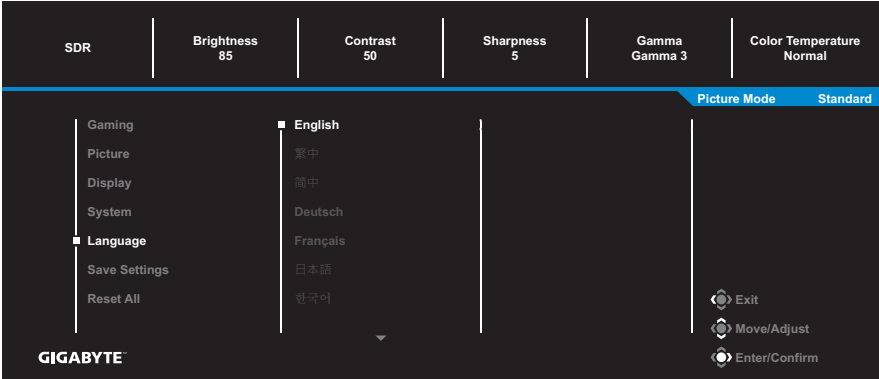 SDR
Brightness
85
Contrast
50
Sharpness
5
Gamma
Gamma 3
Color Temperature
Normal
Picture Mode Standard
Gaming
Picture
Display
System
Language
Save Settings
Reset All
English
繁中
简中
Deutsch
Français
日本語
한국어
Exit
Move/Adjust
Enter/Confirm
GIGABYTE™